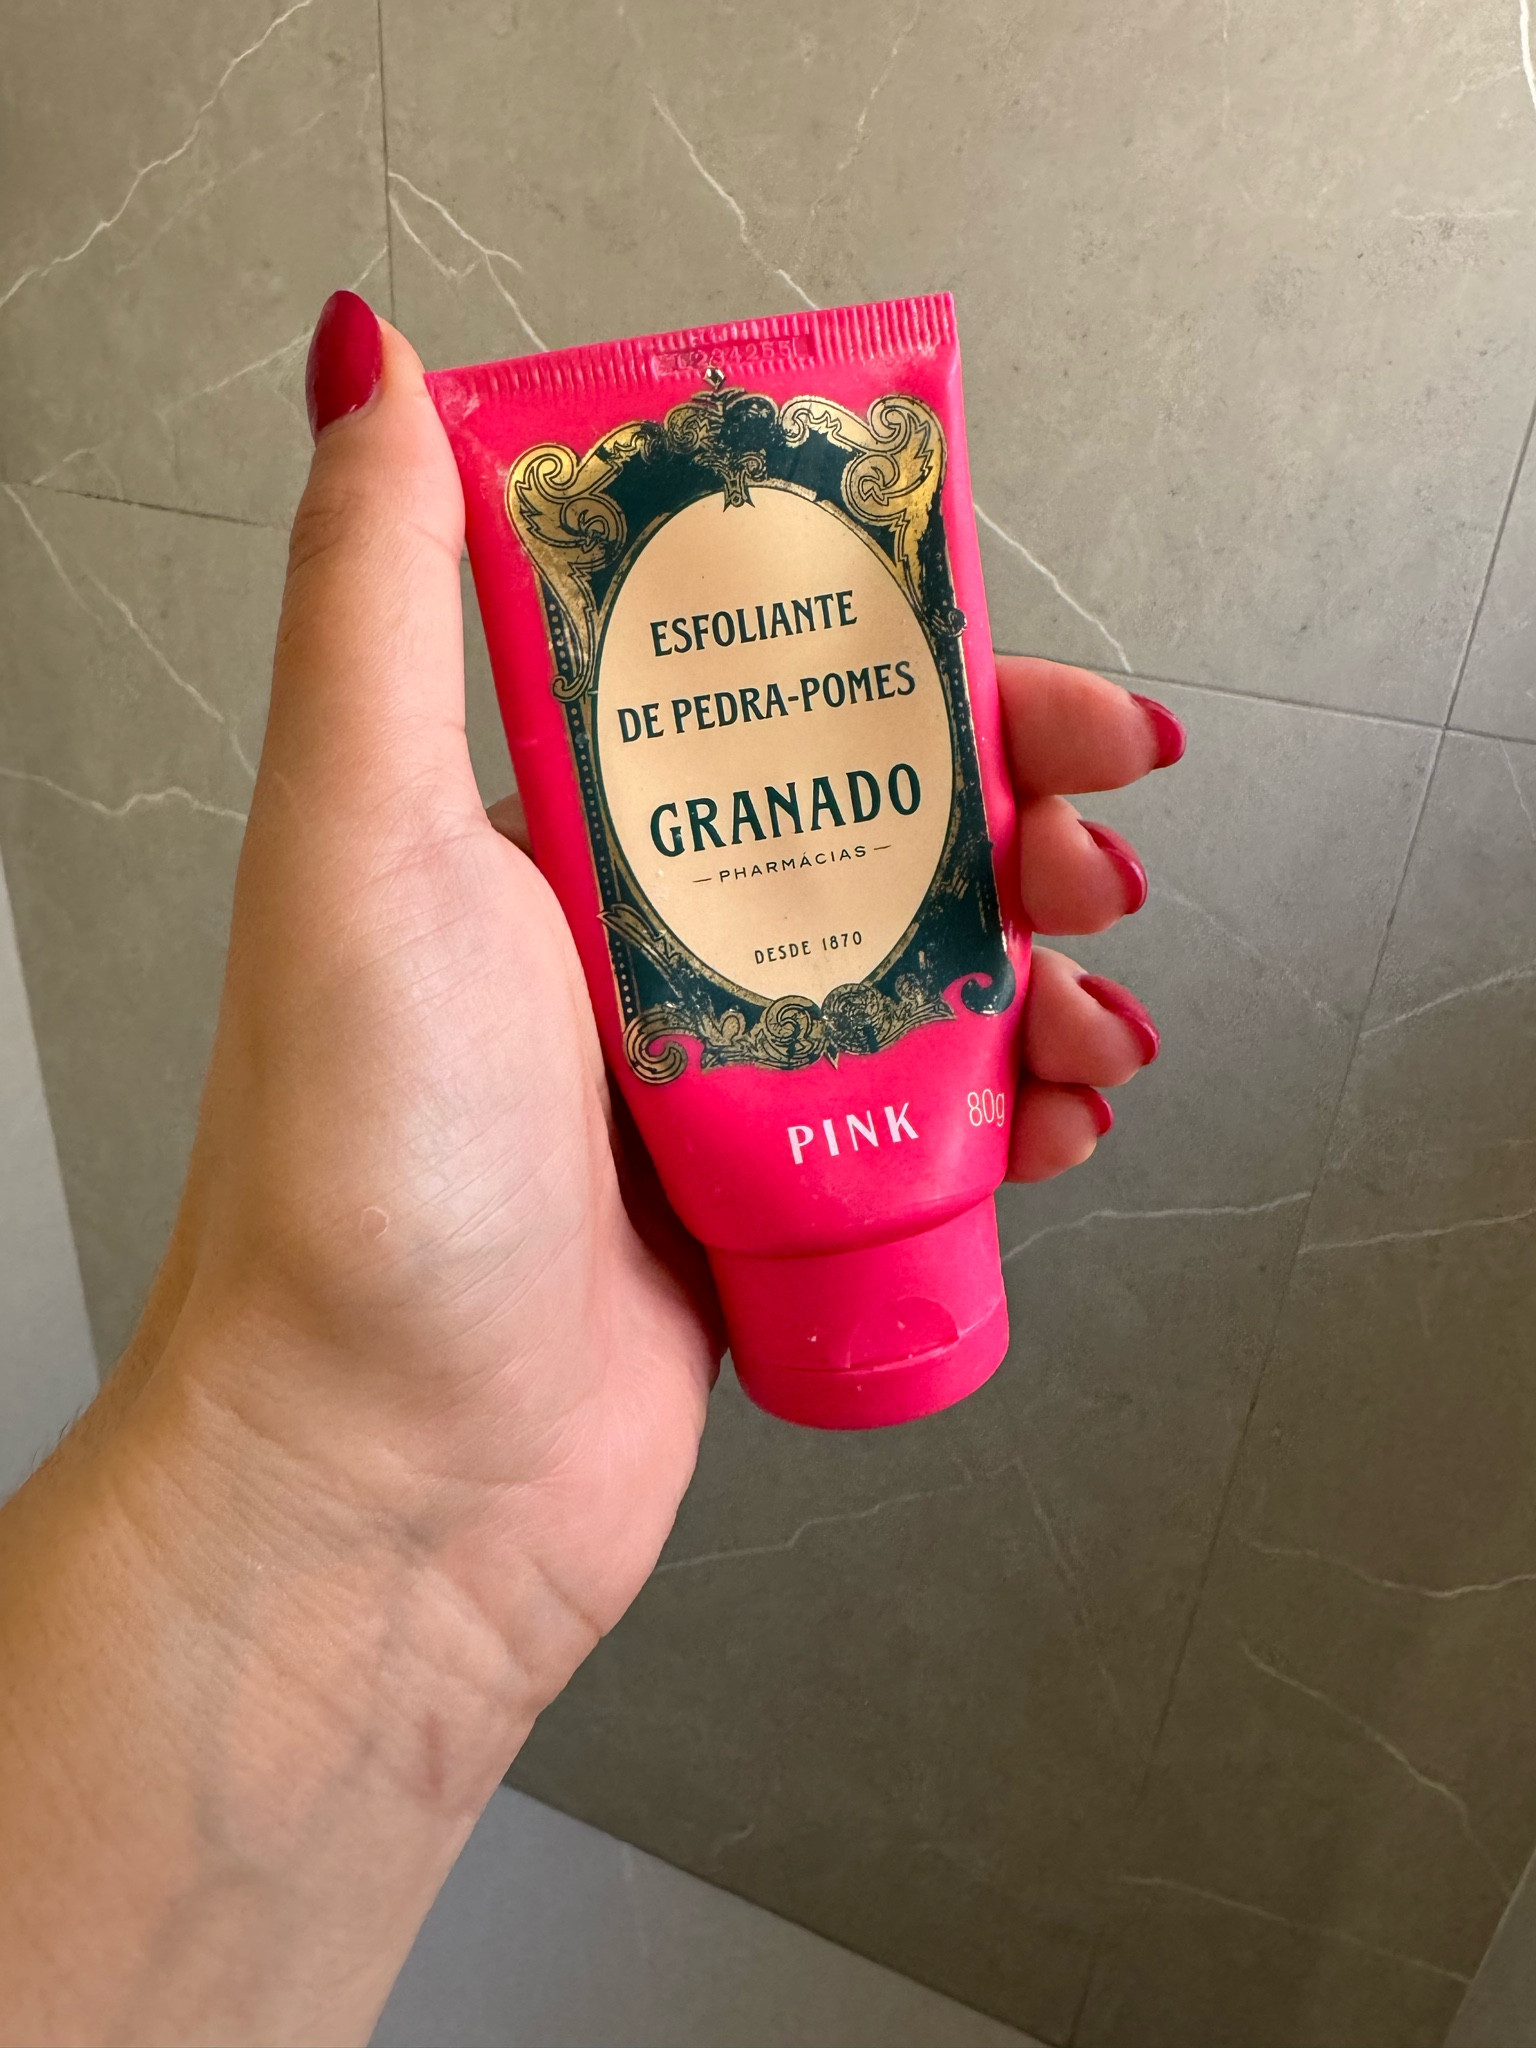 ESFOLIANTE
DE PEDRA-POMES
GRANADO
PHARMÁCIAS
DESDE 1870
PINK
80g